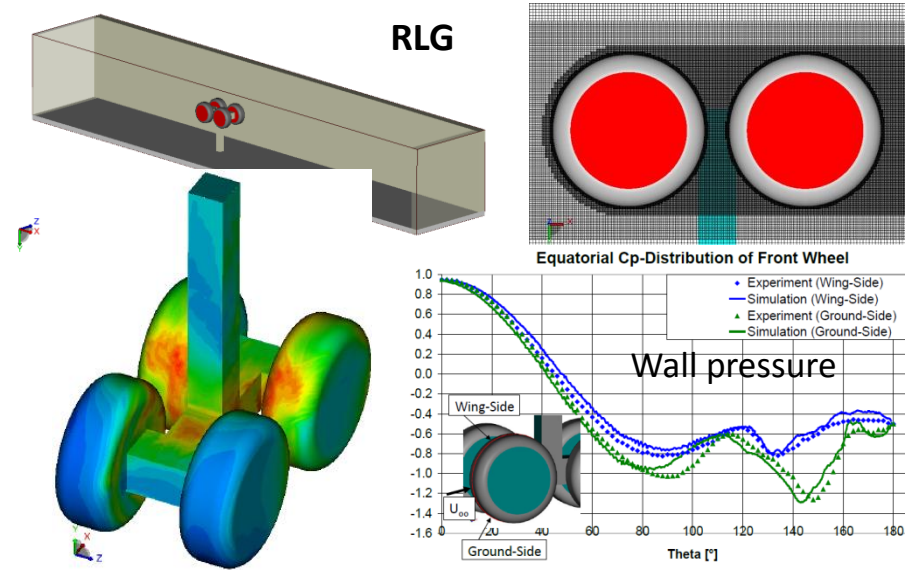 RLG
Z
X
Y
Z
X
Y
Equatorial Cp-Distribution of Front Wheel
Experiment (Wing-Side)
Simulation (Wing-Side)
Experiment (Ground-Side)
Simulation (Ground-Side)
Wall pressure
1.0
0.8
0.6
0.4
0.2
0.0
-0.2
-0.4
-0.6
-0.8
-1.0
-1.2
-1.4
-1.6
Wing-Side
U∞
Ground-Side
0 20 40 60 80 100 120 140 160 180
Theta [°]
Y
X
Z